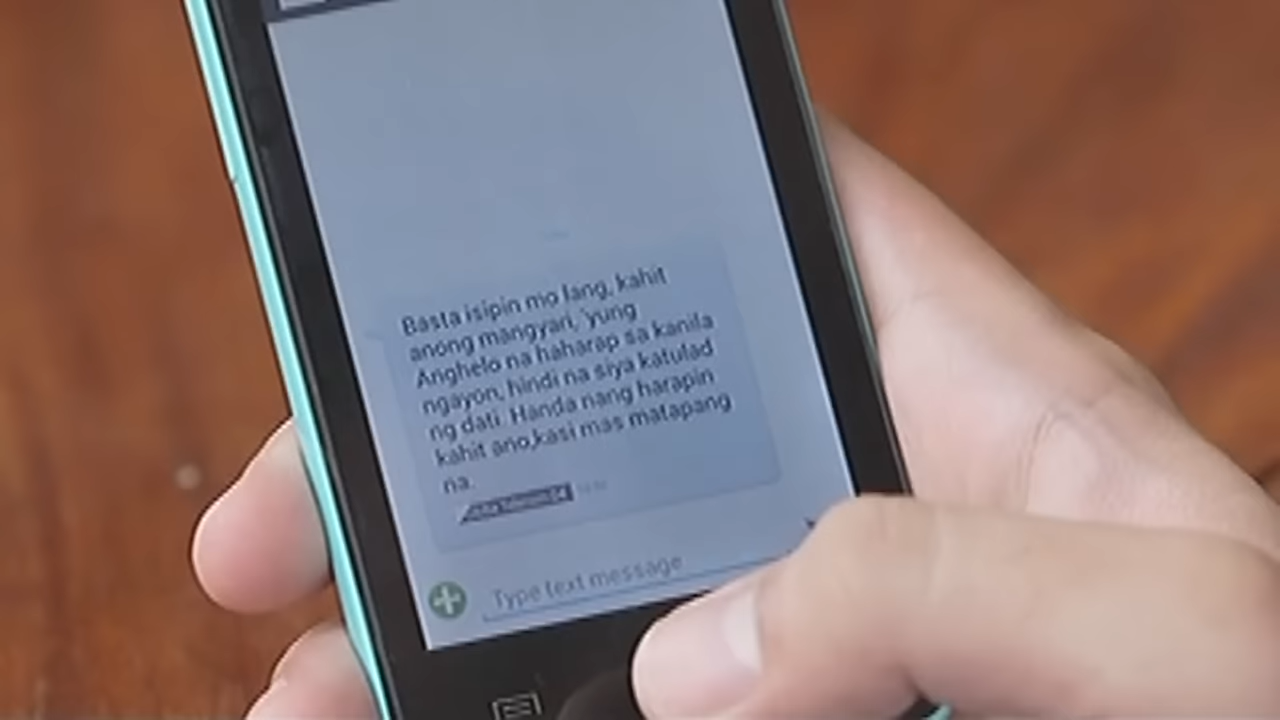 Basta isipin mo lang, kahit
anong mangyari, 'yung
Anghelo na haharap sa kanila
ngayon, hindi na siya katulad
ng dati. Handa nang harapin
kahit ano,kasi mas matapang
na.
Type text message